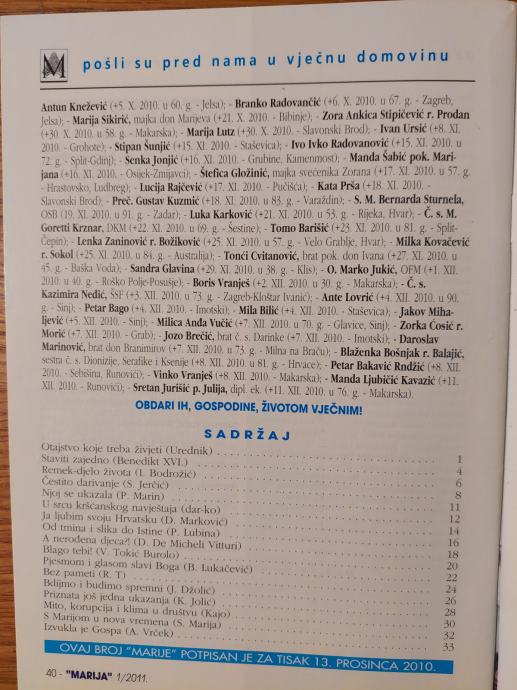 M
pošli su pred nama u vječnu domovinu
Antun Knežević (+5. X. 2010. u 60. g - Jelsa); - Branko Radovančić (+6. X. 2010. u 67. g - Zagreb,
Jelsa); - Marija Sikirić, majka don Marijeva (+21. X. 2010. - Bibinje); - Zora Ankica Stipičević r. Prodan
(+30. X. 2010. u 58. g - Makarska); - Marija Lutz (+30. X. 2010. - Slavonski Brod); - Ivan Ursić (+8. XI.
2010. - Grohote); - Stipan Šunjić (+15. XI. 2010. - Staševica); - Ivo Ivko Radovanović (+15. XI. 2010. u
72. g - Split-Gdinj); - Senka Jonjić (+16. XI. 2010. - Grubine, Kamenmost); - Manda Šabić pok. Mari-
jana (+16. XI. 2010. - Osijek-Zmijavci); - Štefica Gložinić, majka svećenika Zorana (+17. XI. 2010. u 57. g.
- Hrastovsko, Ludbreg); - Lucija Rajčević (+17. XI. 2010. - Pučišća); - Kata Prša (+18. XI. 2010. -
Slavonski Brod); - Preč. Gustav Kuzmić (+18. XI. 2010. u 83. g. - Varaždin); - S. M. Bernarda Sturnela,
OSB (19. XI. 2010. u 91. g - Zadar); - Luka Karković (+21. XI. 2010. u 53. g - Rijeka, Hvar); - Č. s. M.
Goretti Krznar, DKM (+22. XI. 2010. u 69. g - Šestine); - Tomo Barišić (+23. XI. 2010. u 81. g - Split-
Čepin); - Lenka Zaninović r. Božiković (+25. XI. 2010. u 57. g - Velo Grablje, Hvar); - Milka Kovačević
r. Sokol (+25. XI. 2010. u 84. g - Australija); - Tonći Cvitanović, brat pok. don Ivana (+27. XI. 2010. u
45. g - Baška Voda); - Sandra Glavina (+29. XI. 2010. u 38. g - Klis); - O. Marko Jukić, OFM (+1. XII.
2010. u 40. g - Roško Polje-Posušje); - Boris Vranješ (+2. XII. 2010. u 30. g - Makarska); - Č. s.
Kazimira Nedić, ŠSF (+3. XII. 2010. u 73. g - Zagreb-Kloštar Ivanić); - Ante Lovrić (+4. XII. 2010. u 90.
g - Sinj); - Petar Bago (+4. XII. 2010. - Imotski); - Mila Bilić (+4. XII. 2010. - Staševica); - Jakov Miha-
ljević (+5. XII. 2010. - Sinj); - Milica Anđa Vučić (+7. XII. 2010. u 70. g - Glavice, Sinj); - Zorka Ćosić r.
Morić (+7. XII. 2010. - Grab); - Jozo Brečić, brat č. s. Darinke (+7. XII. 2010. - Imotski); - Daroslav
Marinović, brat don Branimirov (+7. XII. 2010. u 73. g - Milna na Braču); - Blaženka Bošnjak r. Balajić,
sestra č. s. Dionizije, Serafike i Ksenije (+8. XII. 2010. u 81. g - Hrvace); - Petar Bakavić Rndžić (+8. XII.
2010. - Sebišina, Runovići); - Vinko Vranješ (+8. XII. 2010. - Makarska); - Manda Ljubičić Kavazić (+11.
XII. 2010. - Runovići); - Sretan Jurišić p. Julija, dipl. ek. (+11. XII. 2010. u 76. g - Makarska).
OBDARI IH, GOSPODINE, ŽIVOTOM VJEČNIM!
SADRŽAJ
Otajstvo koje treba živjeti (Urednik) 1
Staviti zajedno (Benedikt XVI.) 4
Remek-djelo života (I. Bodrožić) 6
Čestito darivanje (S. Jerčić) 8
Njoj se ukazala (P. Marin) 11
U srcu kršćanskog navještaja (dar-ko) 12
Ja ljubim svoju Hrvatsku (D. Marković) 14
Od tmina i slika do Istine (P. Lubina) 16
A nerođena djeca?! (D. De Micheli Vitturi) 18
Blago tebi! (V. Tokić Burolo) 20
Pjesmom i glasom slavi Boga (B. Lukačević) 22
Bez pameti (R. T) 24
Bdijmo i budimo spremni (J. Džolić) 26
Priznata još jedna ukazanja (K. Jolić) 28
Mito, korupcija i klima u društvu (Kajo) 30
S Marijom u nova vremena (S. Marija) 32
Izvukla je Gospa (A. Vrček) 33
OVAJ BROJ "MARIJE" POTPISAN JE ZA TISAK 13. PROSINCA 2010.
40 - "MARIJA" 1/2011.